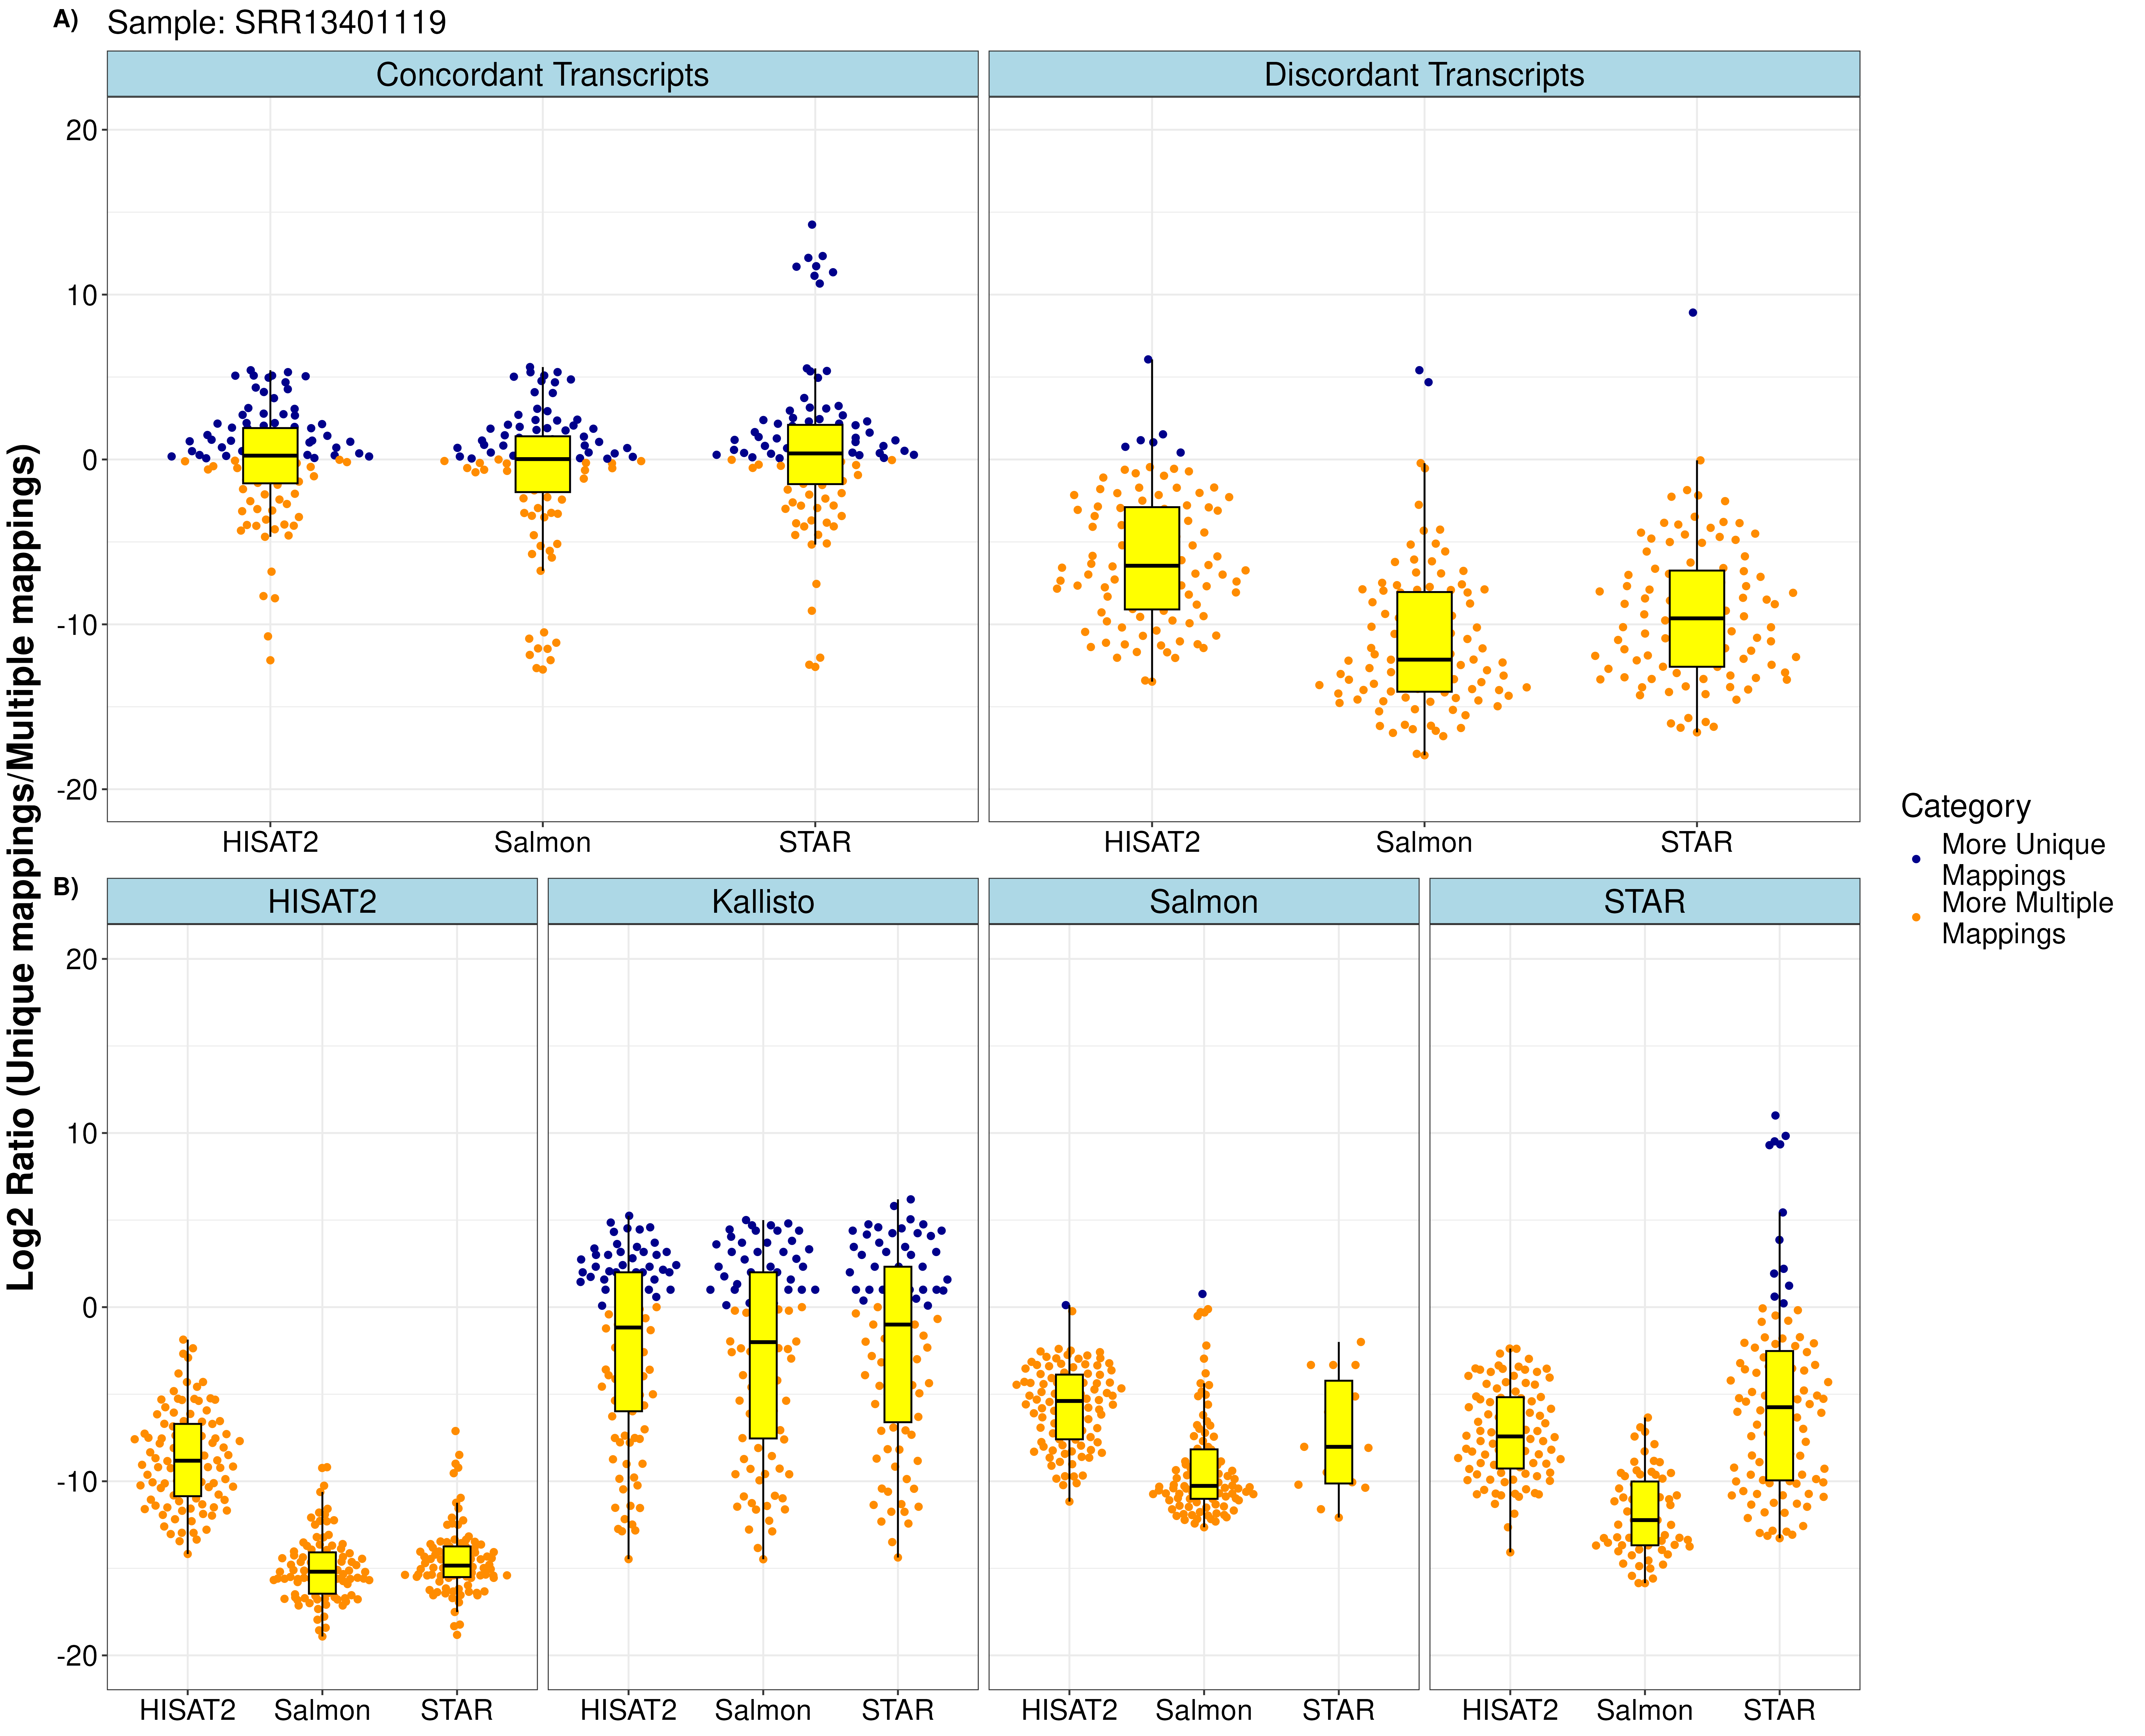 A) Sample: SRR13401119
Concordant Transcripts
Discordant Transcripts
20
10
0
-10
-20
HISAT2 Salmon STAR
HISAT2 Salmon STAR
Log2 Ratio (Unique mappings/Multiple mappings)
Category
More Unique
Mappings
More Multiple
Mappings
B)
HISAT2
Kallisto
Salmon
STAR
20
10
0
-10
-20
HISAT2 Salmon STAR
HISAT2 Kallisto STAR
HISAT2 Salmon STAR
HISAT2 Salmon STAR